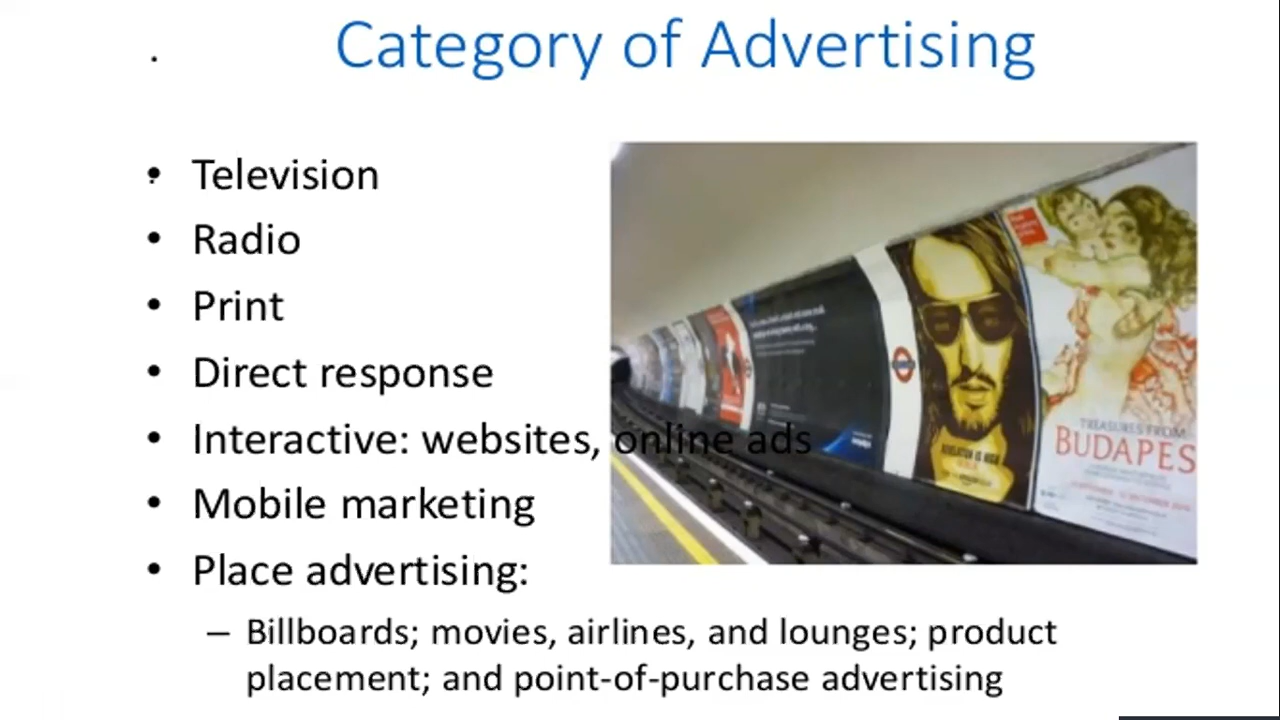 Category of Advertising
• Television
• Radio
• Print
• Direct response
• Interactive: websites, online ads
• Mobile marketing
• Place advertising:
– Billboards; movies, airlines, and lounges; product
placement; and point-of-purchase advertising
TREASURES FROM
BUDAPES